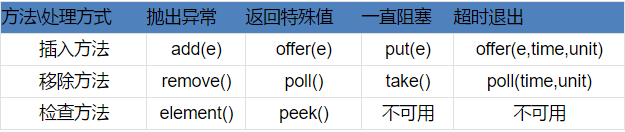 方法\处理方式 抛出异常 返回特殊值 一直阻塞 超时退出
插入方法 add(e) offer(e) put(e) offer(e,time,unit)
移除方法 remove() poll() take() poll(time,unit)
检查方法 element() peek() 不可用 不可用